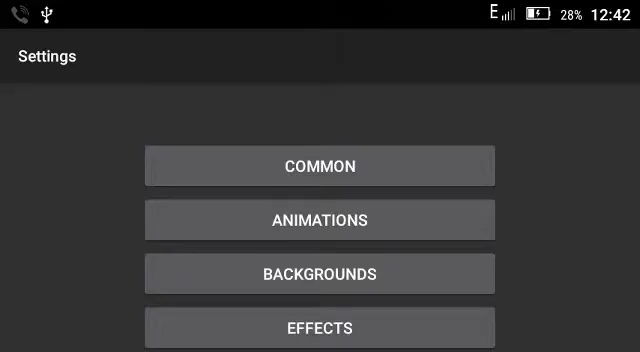 E 28% 12:42
Settings
COMMON
ANIMATIONS
BACKGROUNDS
EFFECTS